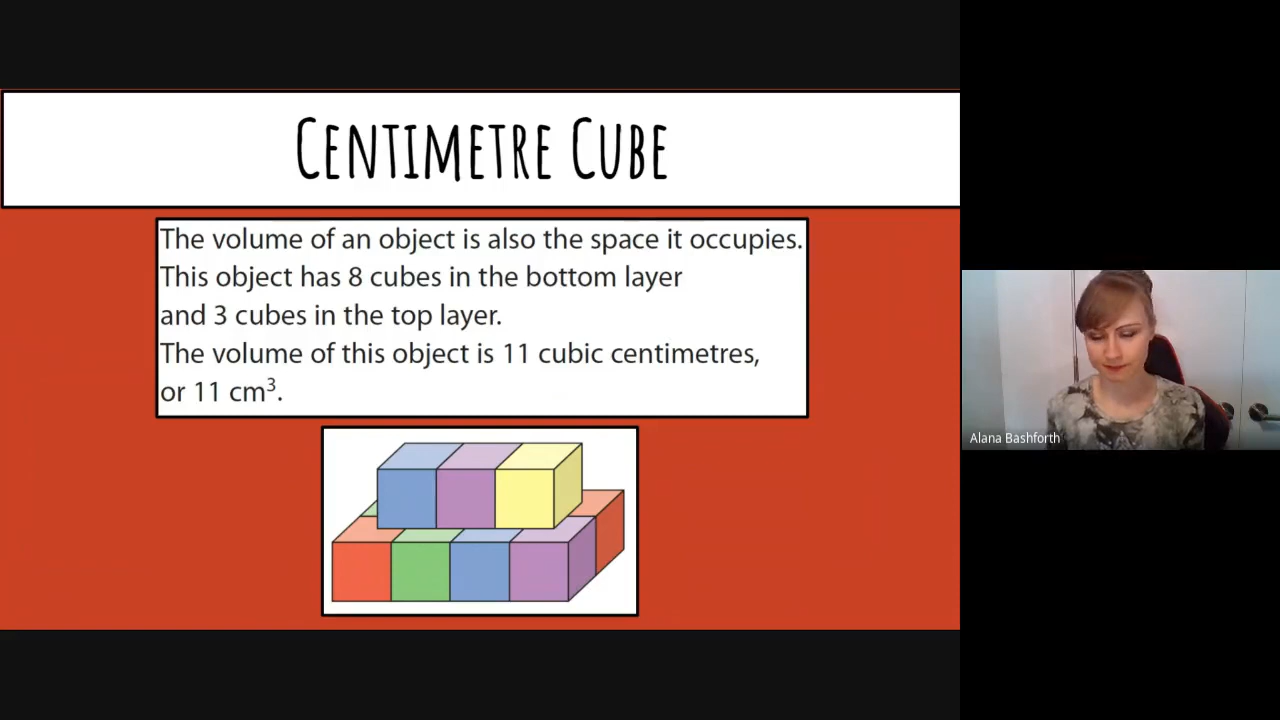 CENTIMETRE CUBE
The volume of an object is also the space it occupies.
This object has 8 cubes in the bottom layer
and 3 cubes in the top layer.
The volume of this object is 11 cubic centimetres,
or 11 cm³.
Alana Bashforth